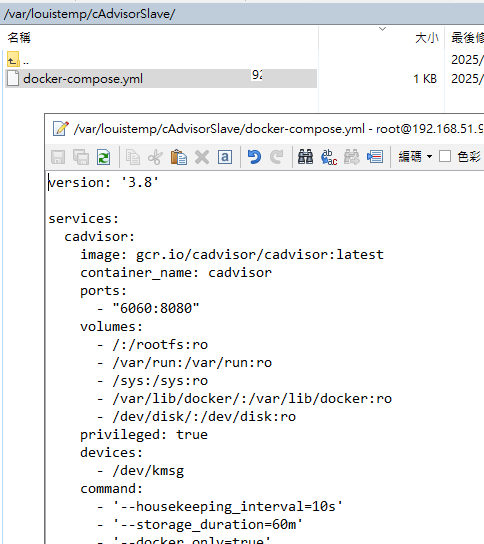 /var/louistemp/cAdvisorSlave/
名稱 大小 最後修
.. 2025/
docker-compose.yml 1 KB 2025/
/var/louistemp/cAdvisorSlave/docker-compose.yml - root@192.168.51.9
編碼 色彩
version: '3.8'
services:
  cadvisor:
    image: gcr.io/cadvisor/cadvisor:latest
    container_name: cadvisor
    ports:
      - "6060:8080"
    volumes:
      - /:/rootfs:ro
      - /var/run:/var/run:ro
      - /sys:/sys:ro
      - /var/lib/docker/:/var/lib/docker:ro
      - /dev/disk/:/dev/disk:ro
    privileged: true
    devices:
      - /dev/kmsg
    command:
      - '--housekeeping_interval=10s'
      - '--storage_duration=60m'
      - '--docker_only=true'